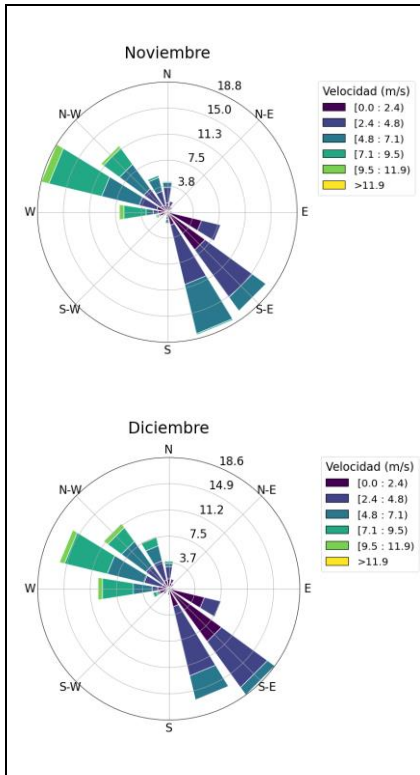 Noviembre
N
18.8
15.0
11.3
7.5
3.8
N-W
N-E
W
E
S-W
S-E
S
Velocidad (m/s)
[0.0 : 2.4)
[2.4 : 4.8)
[4.8 : 7.1)
[7.1 : 9.5)
[9.5 : 11.9)
>11.9
Diciembre
N
18.6
14.9
11.2
7.5
3.7
N-W
N-E
W
E
S-W
S-E
S
Velocidad (m/s)
[0.0 : 2.4)
[2.4 : 4.8)
[4.8 : 7.1)
[7.1 : 9.5)
[9.5 : 11.9)
>11.9